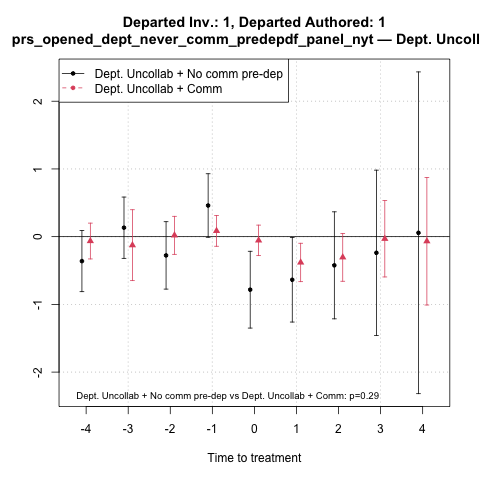 Departed Inv.: 1, Departed Authored: 1
prs_opened_dept_never_comm_predepdf_panel_nyt — Dept. Uncoll
Dept. Uncollab + No comm pre-dep
Dept. Uncollab + Comm
2
1
0
-1
-2
Dept. Uncollab + No comm pre-dep vs Dept. Uncollab + Comm: p=0.29
-4 -3 -2 -1 0 1 2 3 4
Time to treatment